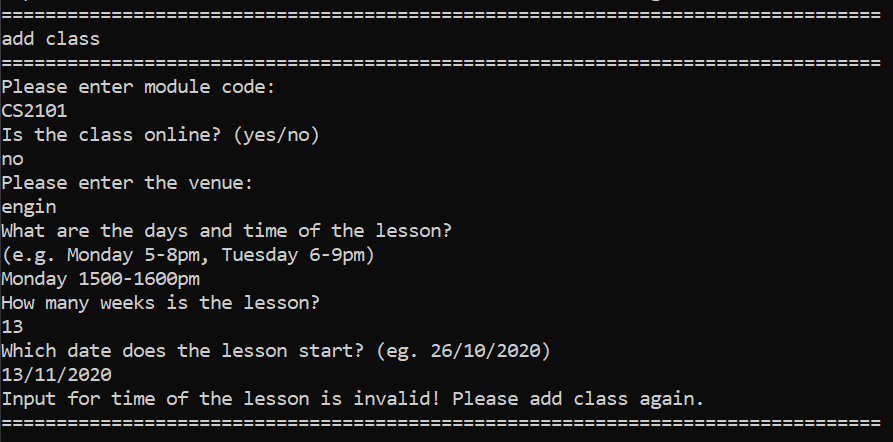 ================================================================================
add class
================================================================================
Please enter module code:
CS2101
Is the class online? (yes/no)
no
Please enter the venue:
engin
What are the days and time of the lesson?
(e.g. Monday 5-8pm, Tuesday 6-9pm)
Monday 1500-1600pm
How many weeks is the lesson?
13
Which date does the lesson start? (eg. 26/10/2020)
13/11/2020
Input for time of the lesson is invalid! Please add class again.
================================================================================